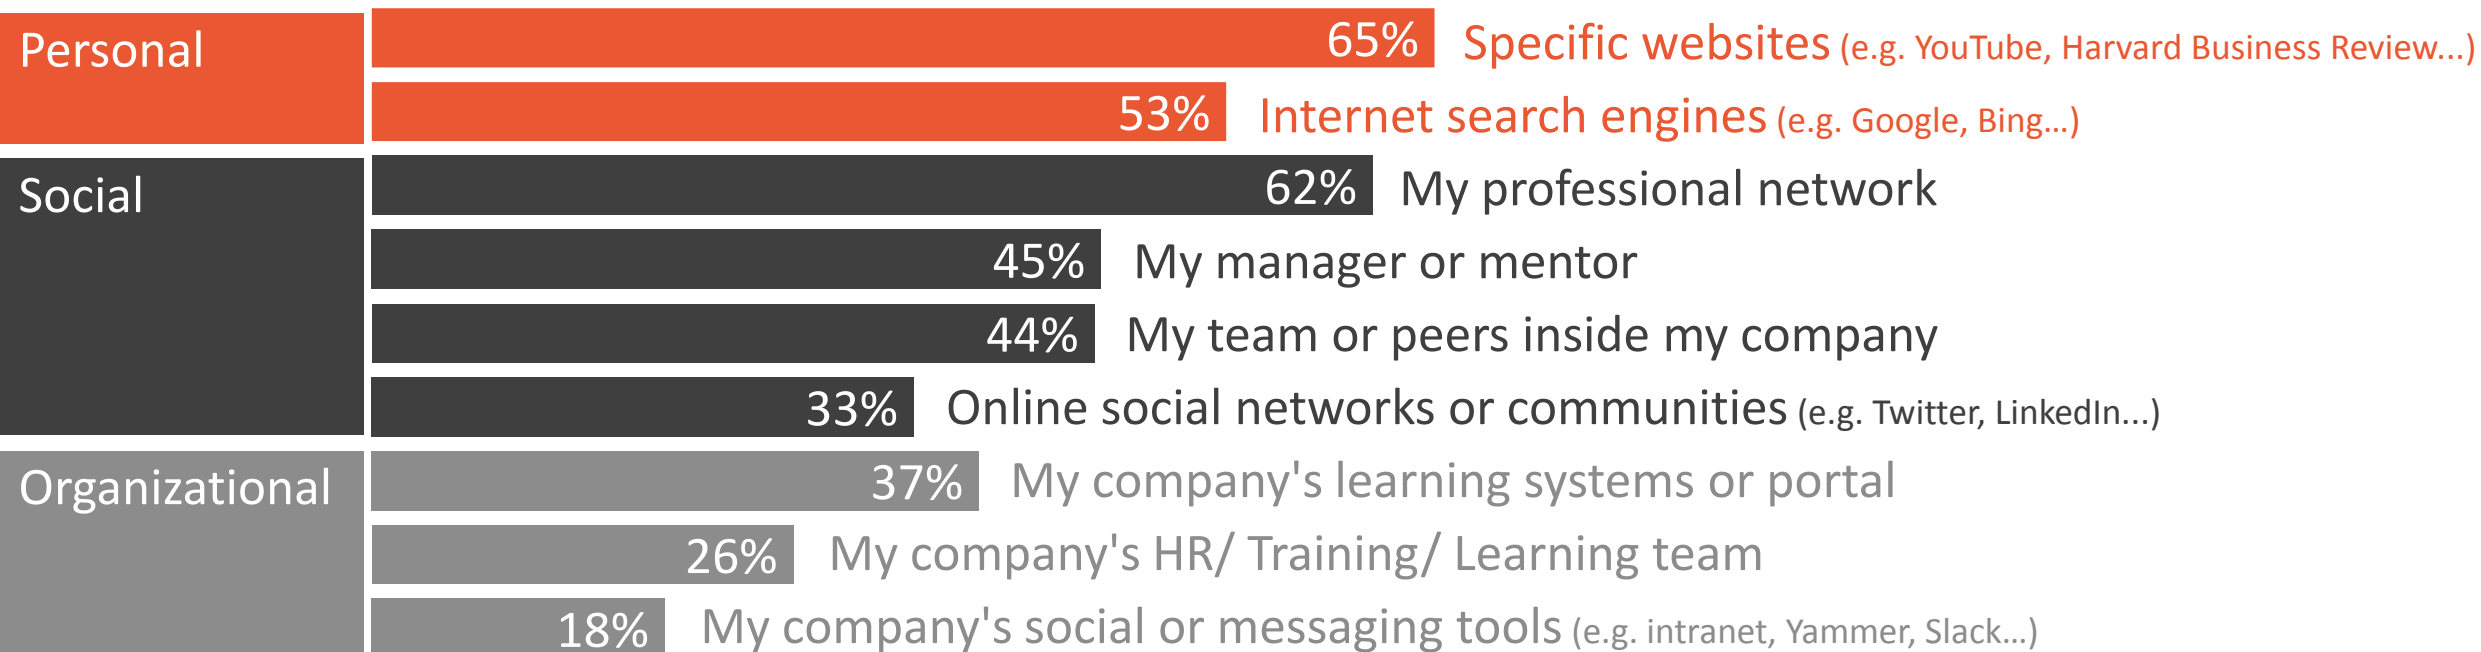 Personal
65% Specific websites (e.g. YouTube, Harvard Business Review...)
53% Internet search engines (e.g. Google, Bing...)
Social
62% My professional network
45% My manager or mentor
44% My team or peers inside my company
33% Online social networks or communities (e.g. Twitter, LinkedIn...)
Organizational
37% My company's learning systems or portal
26% My company's HR/ Training/ Learning team
18% My company's social or messaging tools (e.g. intranet, Yammer, Slack...)